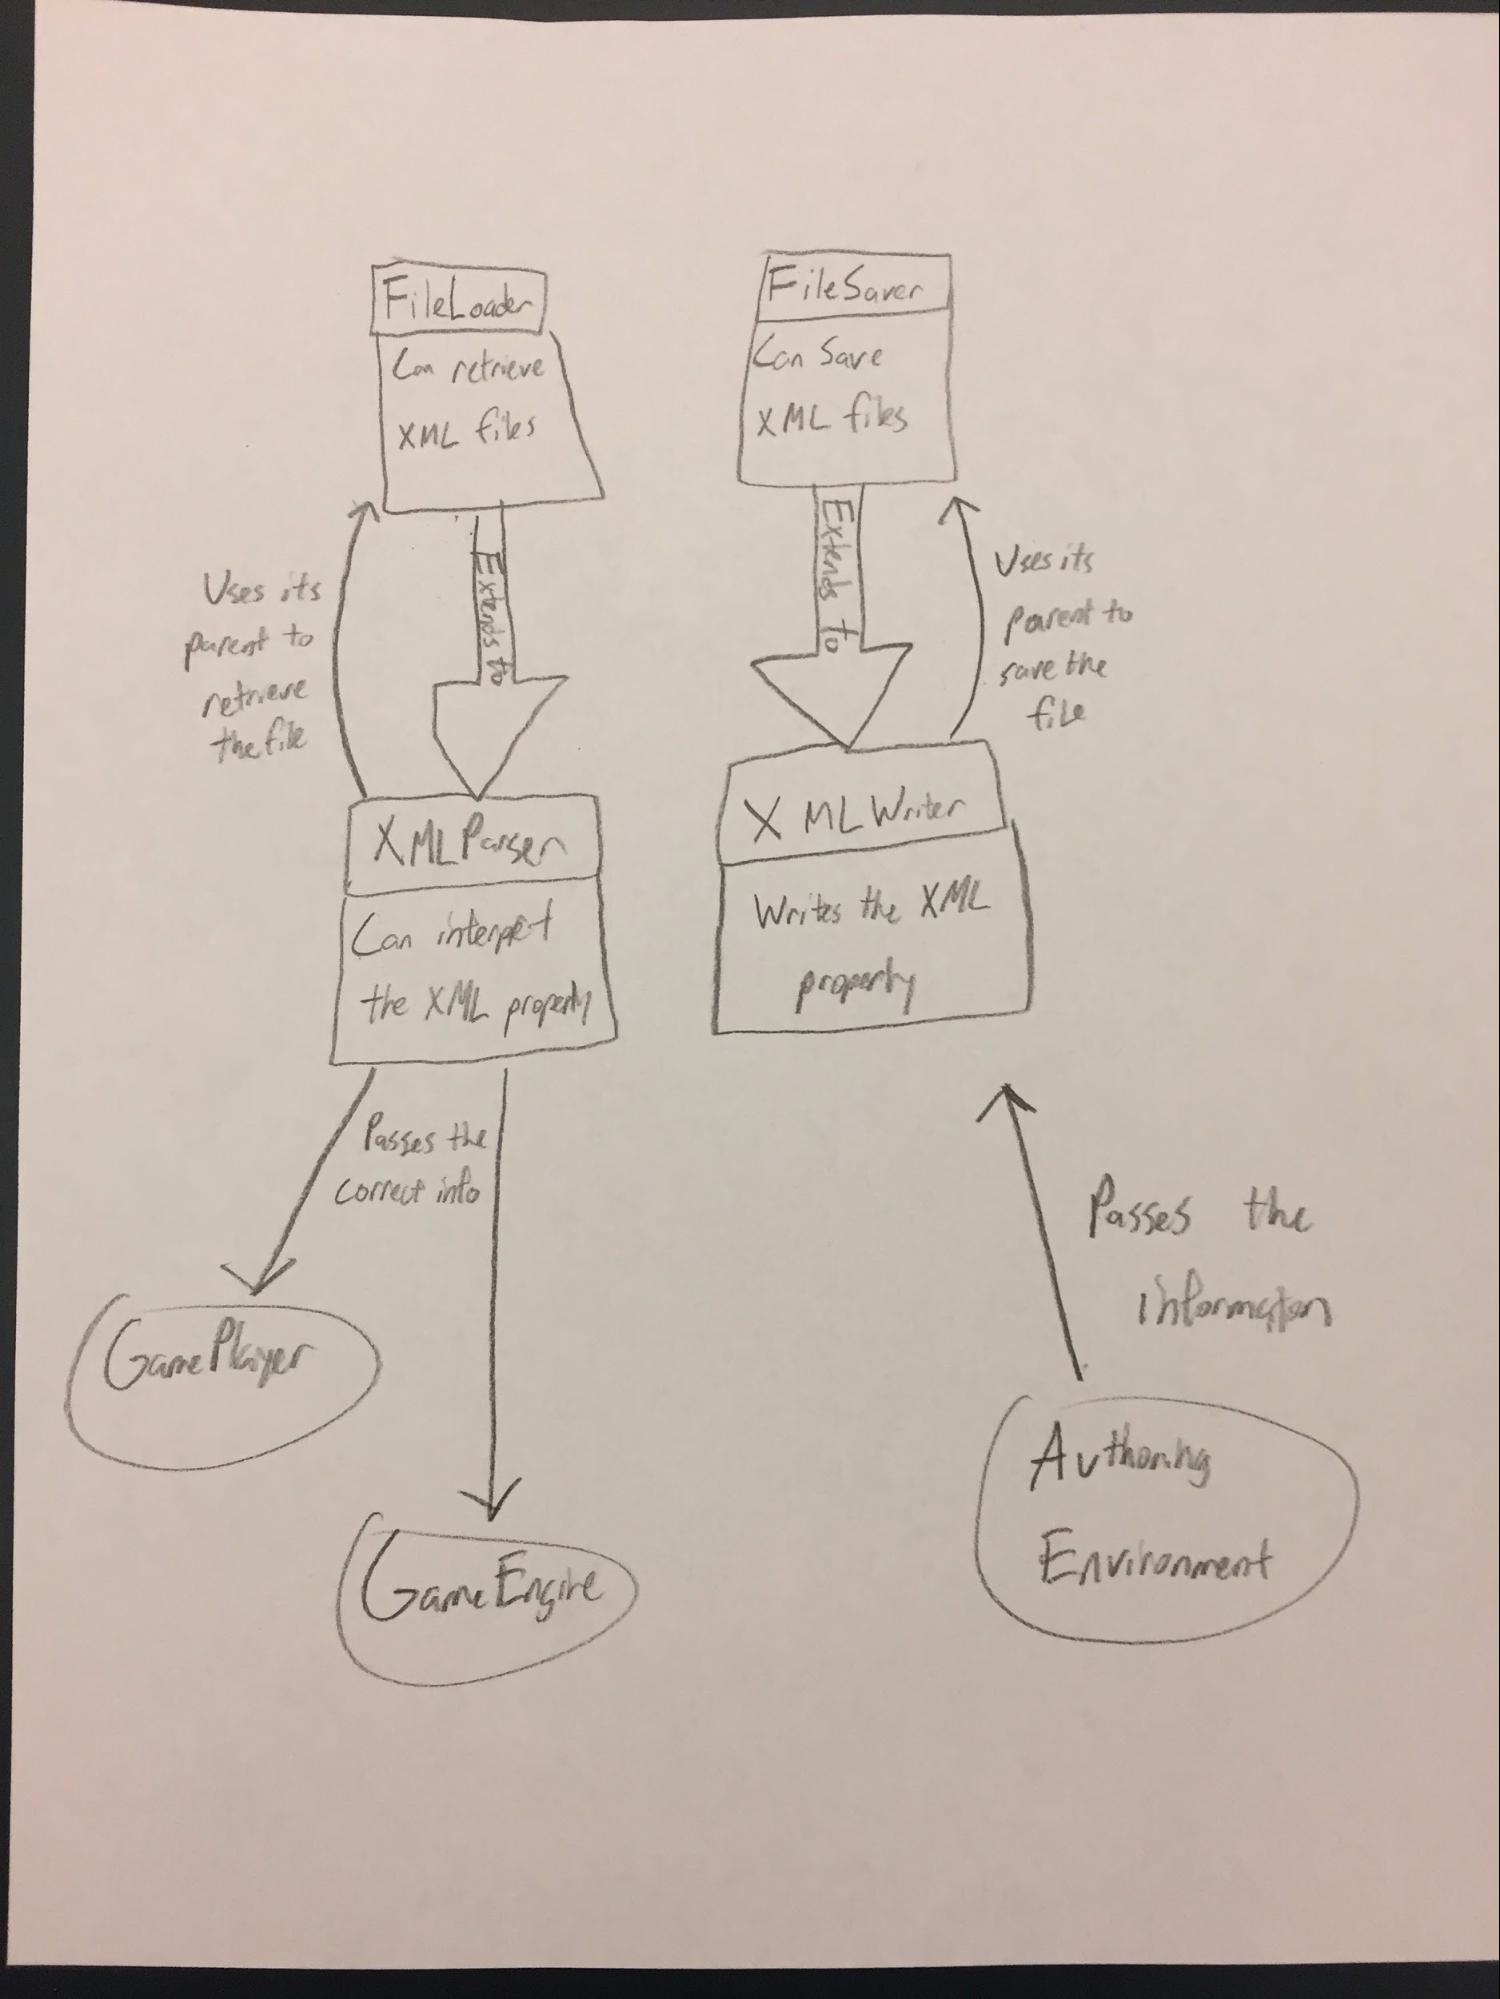 FileLoader
Can retrieve
XML files
FileSaver
Can Save
XML files
Uses its
parent to
retrieve
the file
Extends to
Extends to
Uses its
parent to
save the
file
XMLParser
Can interpret
the XML property
XMLWriter
Writes the XML
property
Passes the
correct info
Passes the
information
GamePlayer
GameEngine
Authoring
Environment